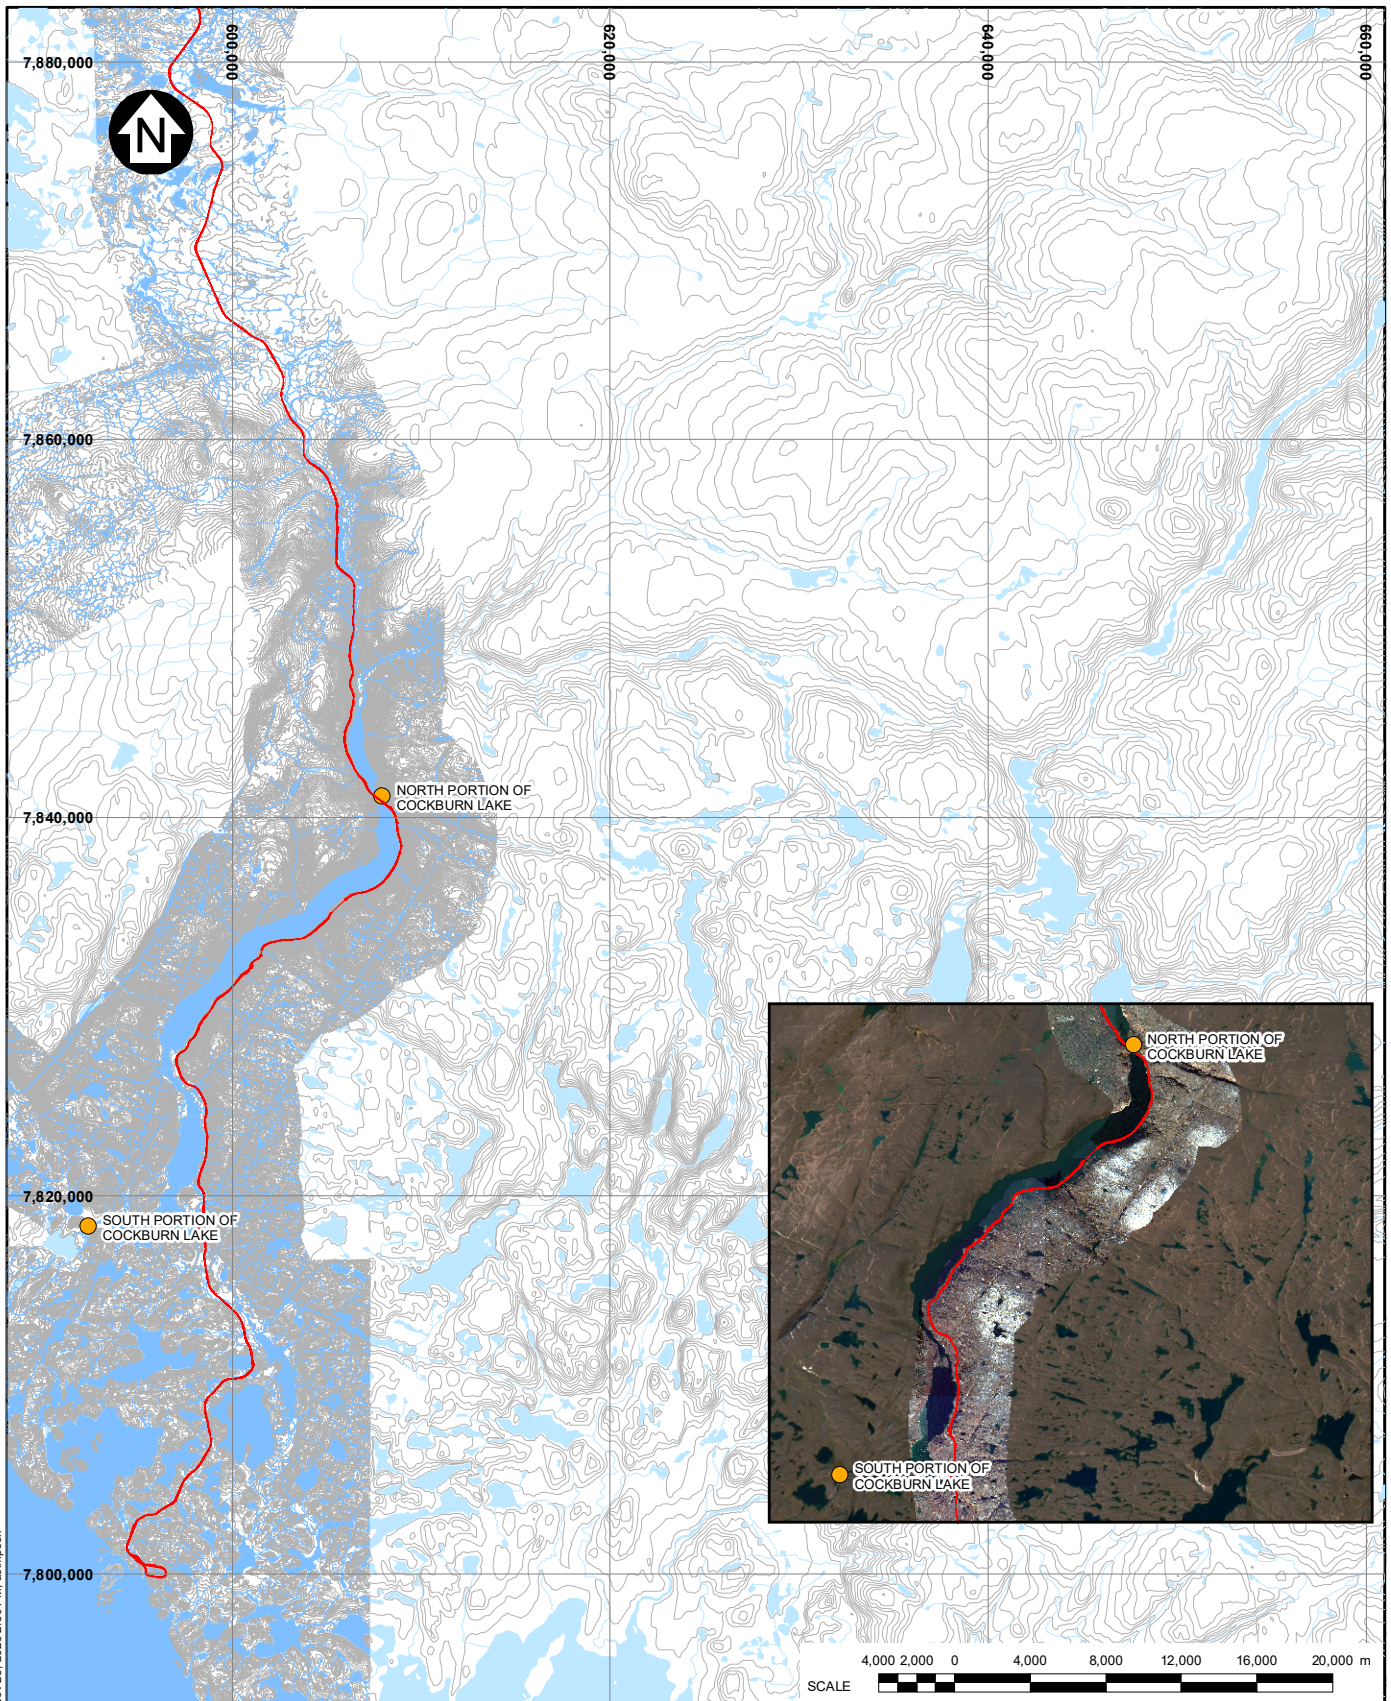 600,000
620,000
640,000
660,000
7,880,000
N
7,860,000
NORTH PORTION OF
COCKBURN LAKE
7,840,000
NORTH PORTION OF
COCKBURN LAKE
7,820,000
SOUTH PORTION OF
COCKBURN LAKE
SOUTH PORTION OF
COCKBURN LAKE
7,800,000
4,000 2,000 0 4,000 8,000 12,000 16,000 20,000 m
SCALE